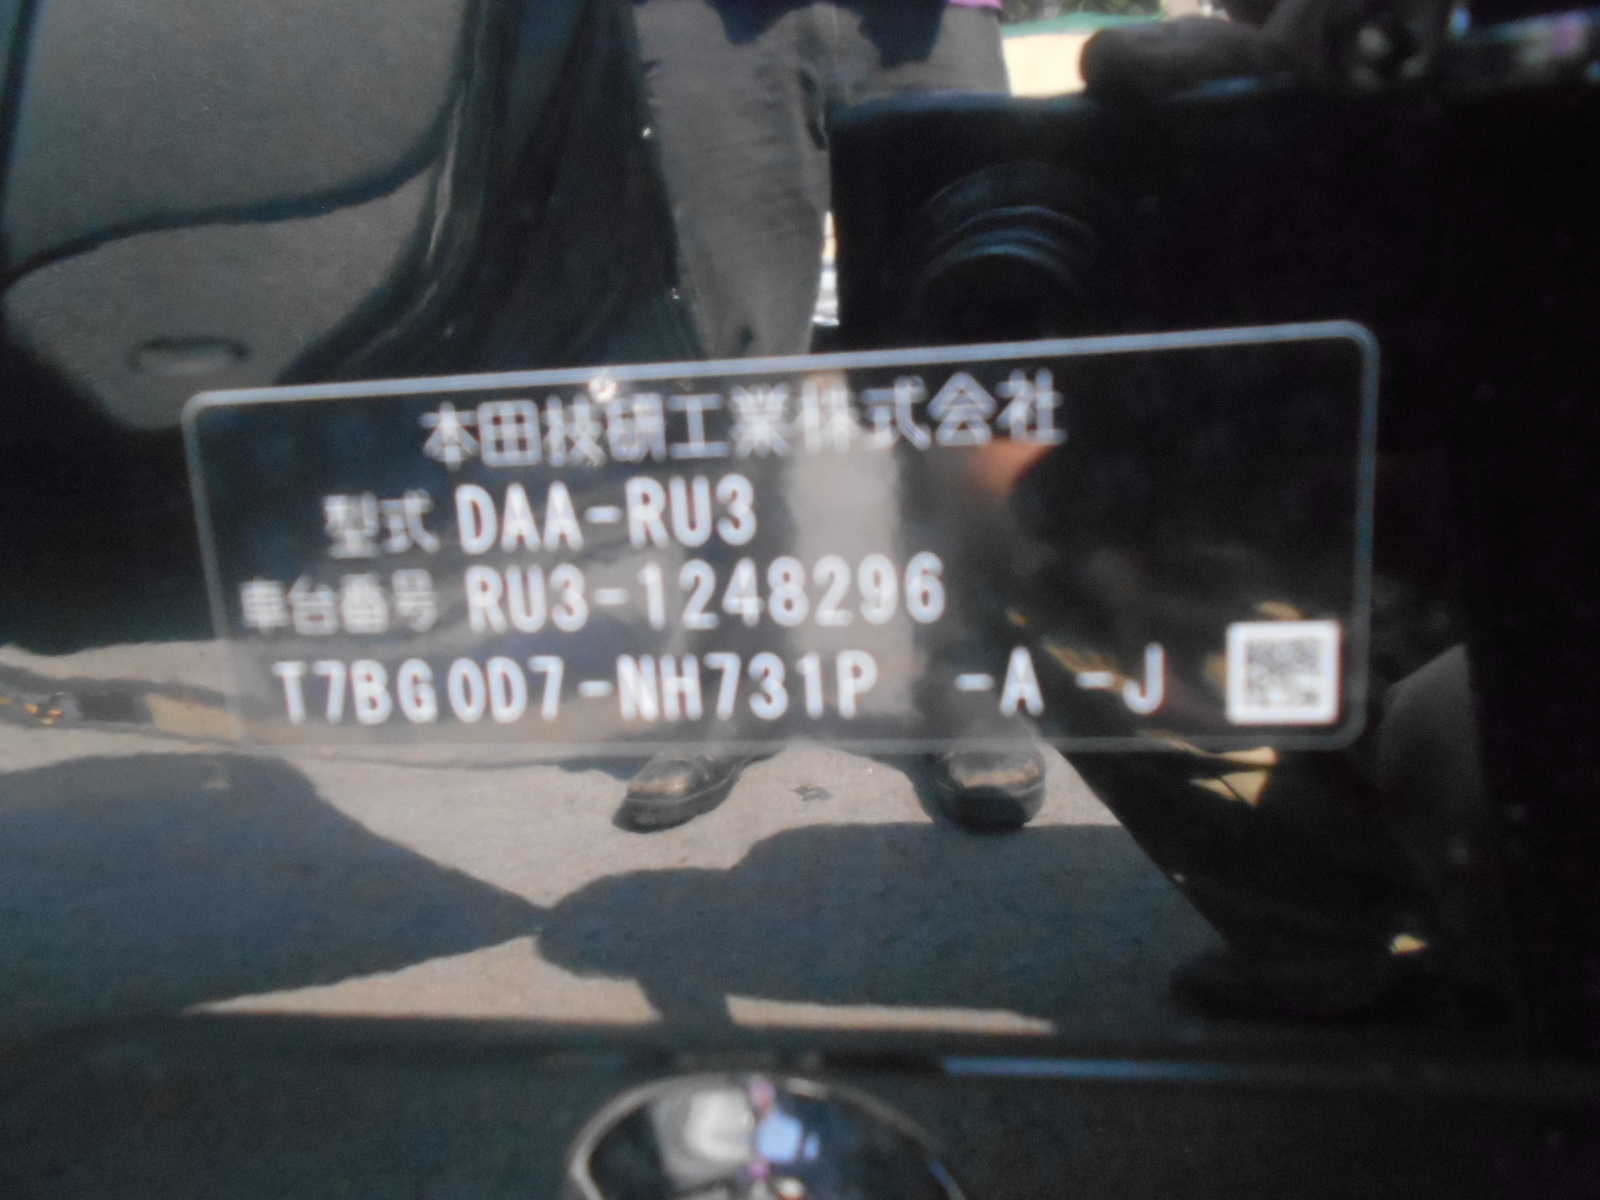 本田技研工業株式会社
型式 DAA-RU3
車台番号 RU3-1248296
T7BG0D7-NH731P -A -J